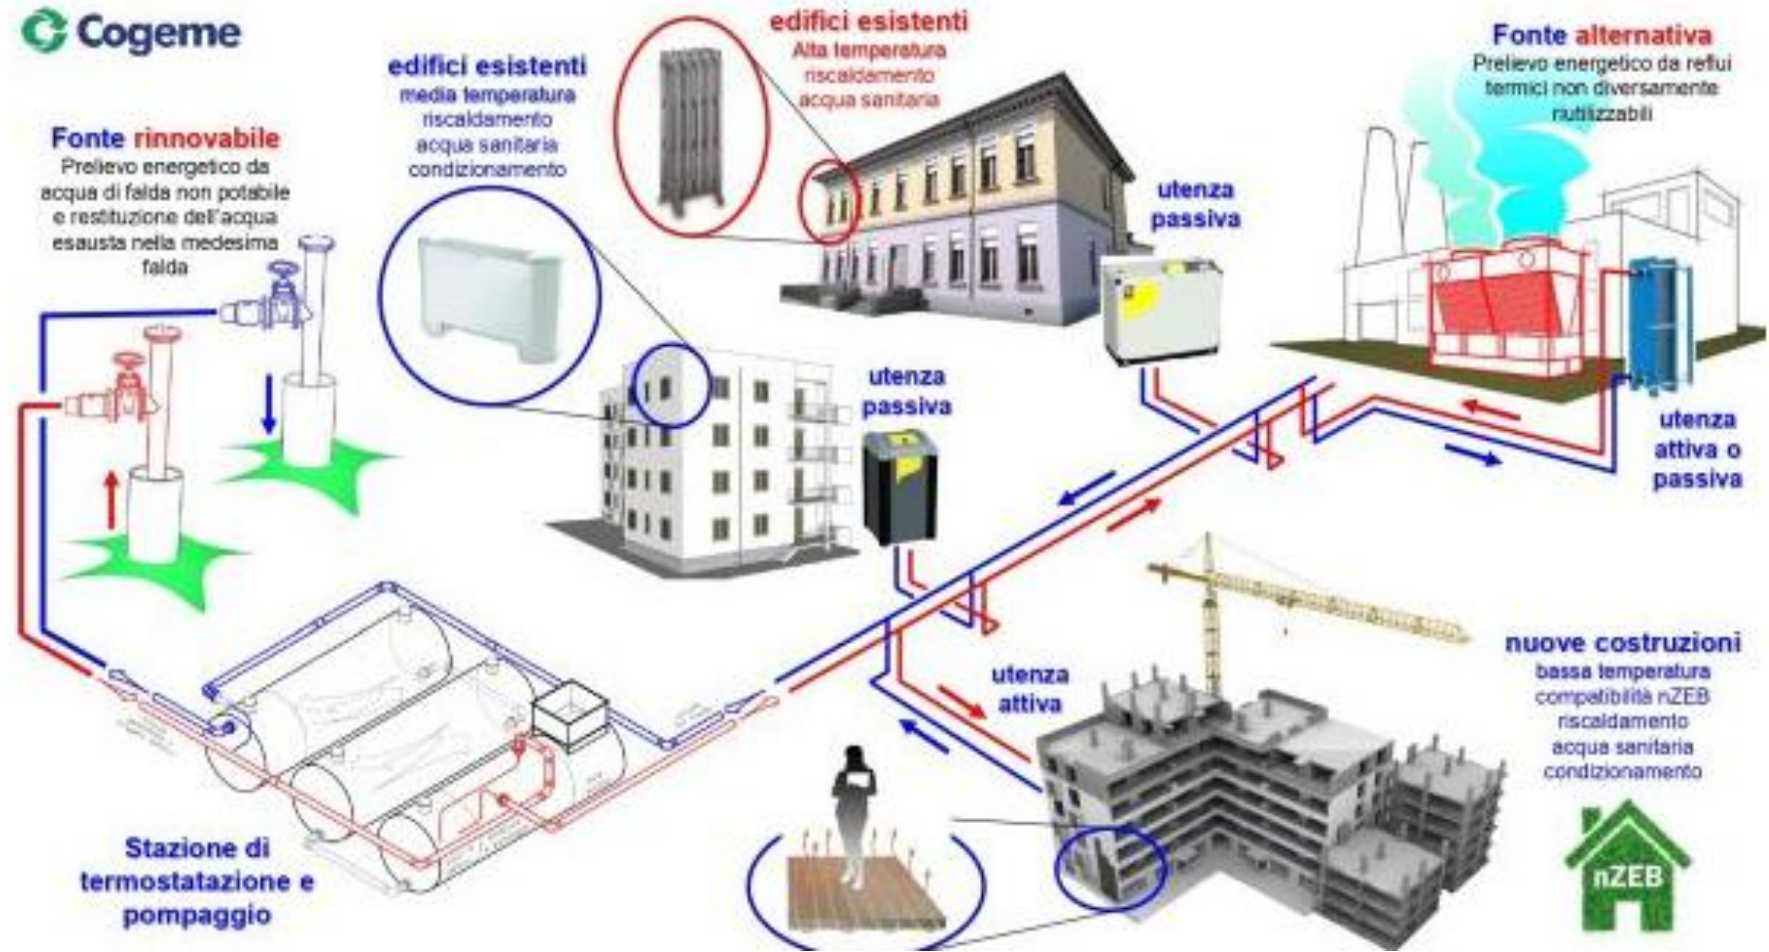 Cogeme
Fonte rinnovabile
Prelievo energetico da
acqua di falda non potabile
e restituzione dell'acqua
esausta nella medesima
falda
edifici esistenti
media temperatura
riscaldamento
acqua sanitaria
condizionamento
edifici esistenti
Alta temperatura
riscaldamento
acqua sanitaria
Fonte alternativa
Prelievo energetico da reflui
termici non diversamente
riutilizzabili
utenza
passiva
utenza
passiva
utenza
attiva o
passiva
utenza
attiva
nuove costruzioni
bassa temperatura
compatibilità nZEB
riscaldamento
acqua sanitaria
condizionamento
nZEB
Stazione di
termostatazione e
pompaggio